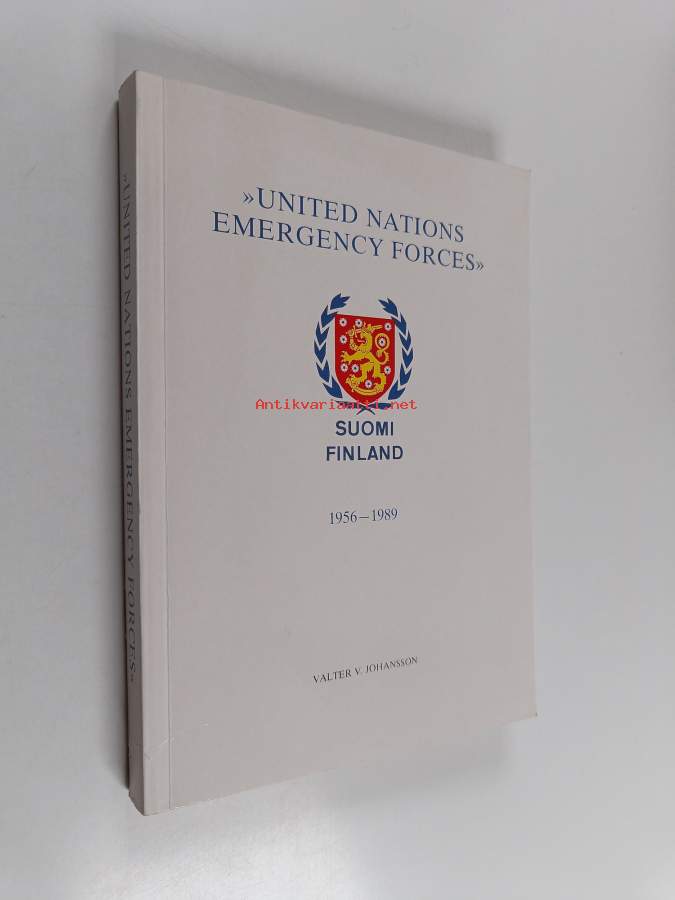 »UNITED NATIONS EMERGENCY FORCES»
»UNITED NATIONS
EMERGENCY FORCES»
Antikvariaatti.net
SUOMI
FINLAND
1956–1989
VALTER V. JOHANSSON